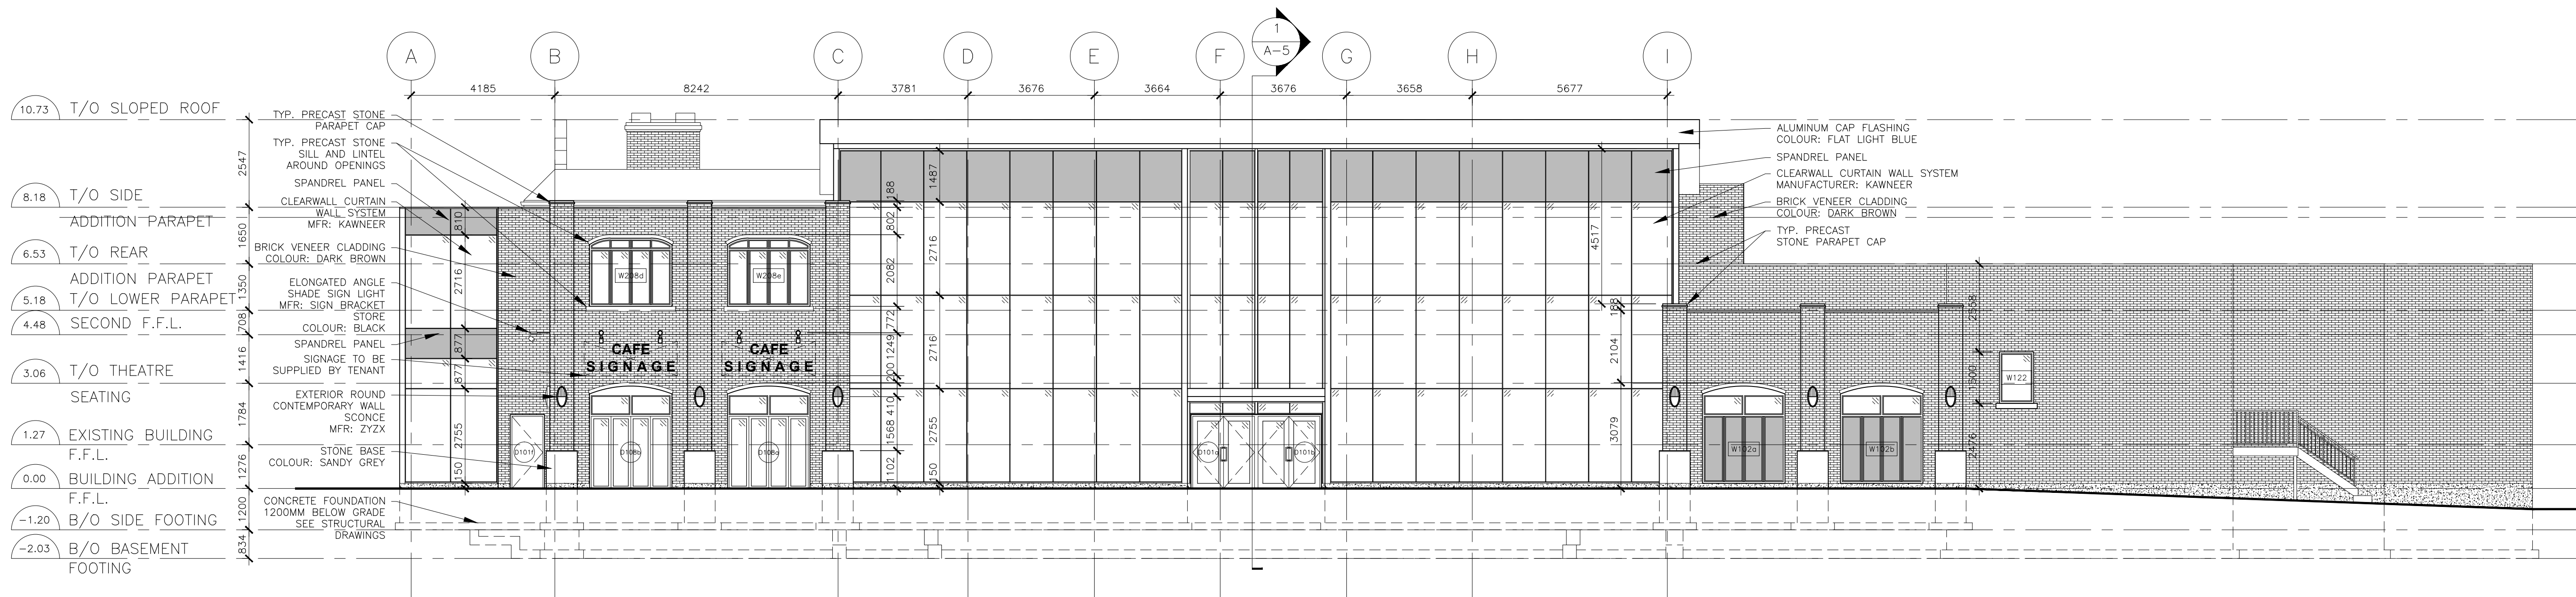 A
B
C
D
E
F
1
A-5
G
H
I
4185
8242
3781
3676
3664
3676
3658
5677
10.73 T/O SLOPED ROOF
8.18 T/O SIDE
ADDITION PARAPET
6.53 T/O REAR
ADDITION PARAPET
5.18 T/O LOWER PARAPET
4.48 SECOND F.F.L.
3.06 T/O THEATRE
SEATING
1.27 EXISTING BUILDING
F.F.L.
0.00 BUILDING ADDITION
F.F.L.
-1.20 B/O SIDE FOOTING
-2.03 B/O BASEMENT
FOOTING
2547
1650
1350
708
1416
1784
1276
1200
834
TYP. PRECAST STONE
PARAPET CAP
TYP. PRECAST STONE
SILL AND LINTEL
AROUND OPENINGS
SPANDREL PANEL
CLEARWALL CURTAIN
WALL SYSTEM
MFR: KAWNEER
BRICK VENEER CLADDING
COLOUR: DARK BROWN
ELONGATED ANGLE
SHADE SIGN LIGHT
MFR: SIGN BRACKET
STORE
COLOUR: BLACK
SPANDREL PANEL
SIGNAGE TO BE
SUPPLIED BY TENANT
EXTERIOR ROUND
CONTEMPORARY WALL
SCONCE
MFR: ZYZX
STONE BASE
COLOUR: SANDY GREY
CONCRETE FOUNDATION
1200MM BELOW GRADE
SEE STRUCTURAL
DRAWINGS
810
2716
877
877
2755
150
W208d
W208e
CAFE
SIGNAGE
CAFE
SIGNAGE
D101f
D108b
D108a
188
802
2082
772
1249
200
410
1568
1102
1487
2716
2716
2755
150
D101a
D101b
4517
188
2104
3079
ALUMINUM CAP FLASHING
COLOUR: FLAT LIGHT BLUE
SPANDREL PANEL
CLEARWALL CURTAIN WALL SYSTEM
MANUFACTURER: KAWNEER
BRICK VENEER CLADDING
COLOUR: DARK BROWN
TYP. PRECAST
STONE PARAPET CAP
W102a
W102b
2558
1500
2476
W122